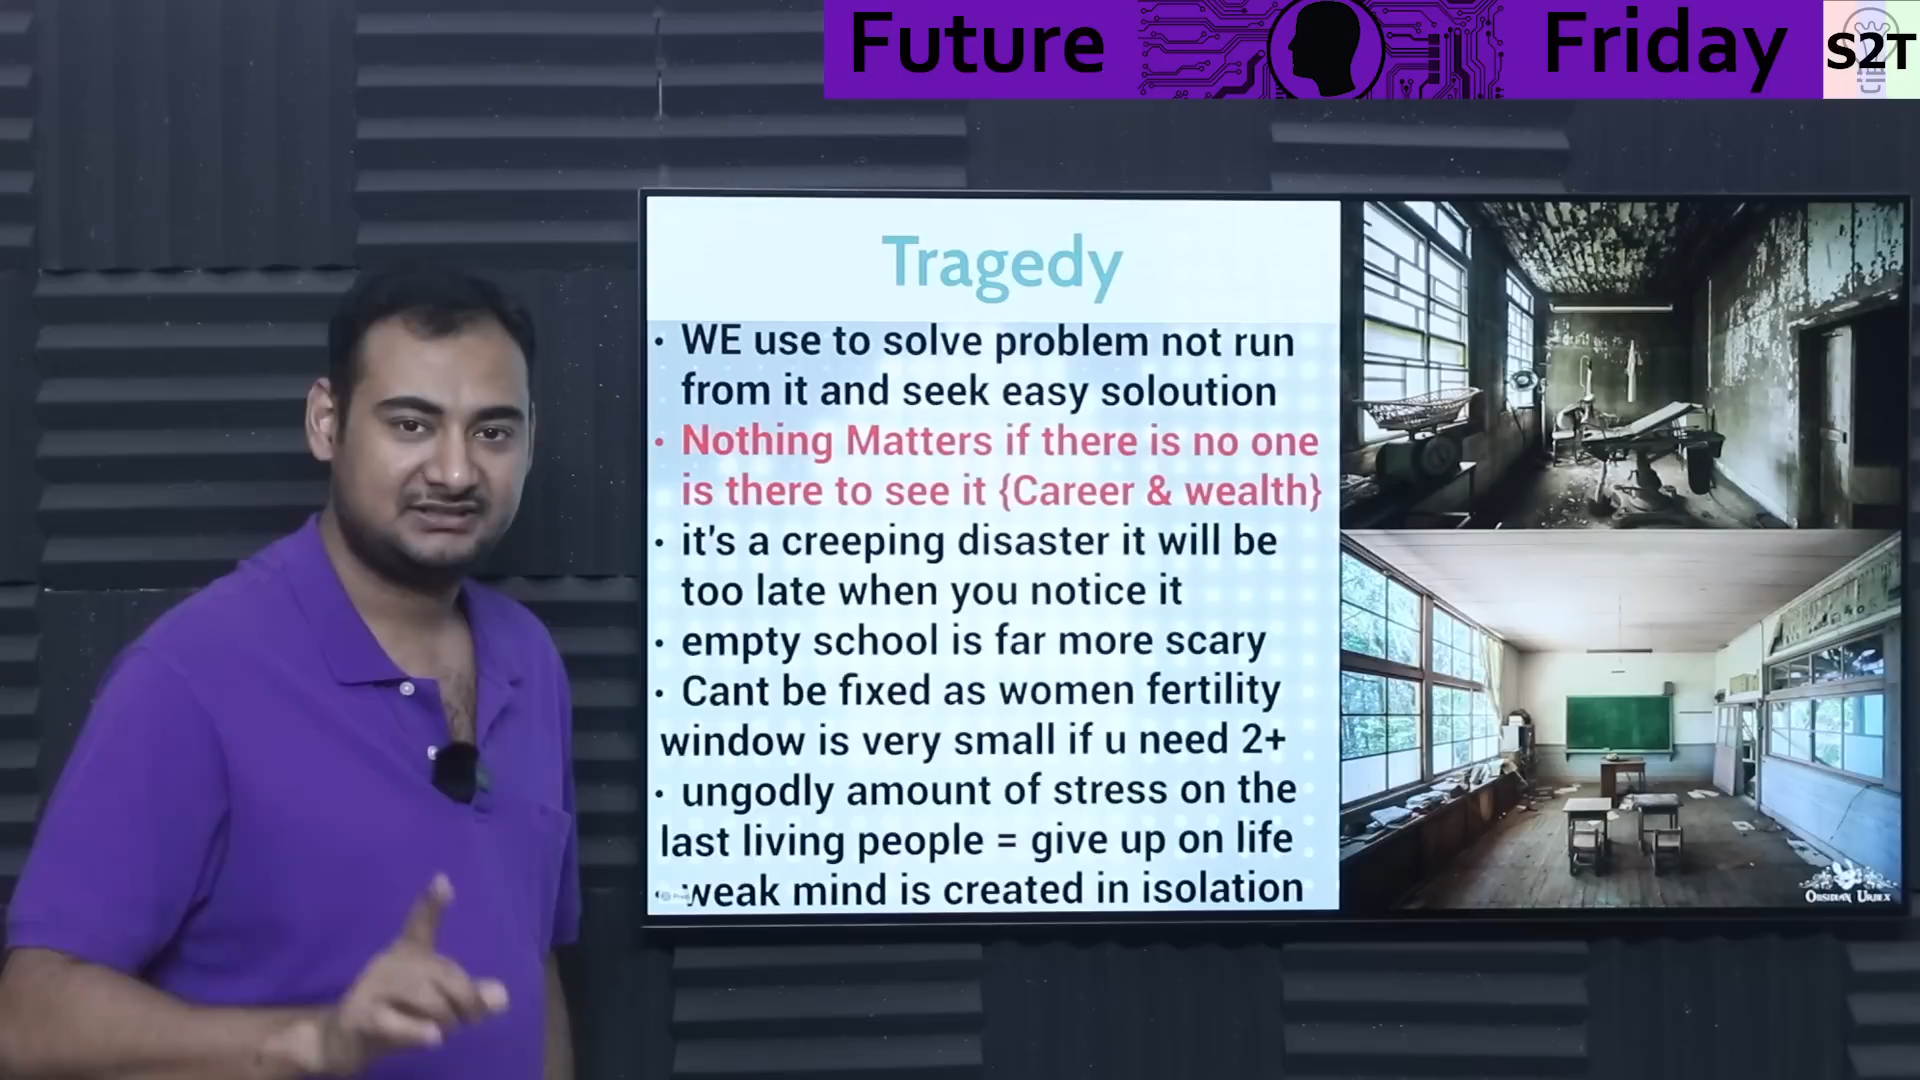 Future Friday
S2T
Tragedy
• WE use to solve problem not run
from it and seek easy soloution
• Nothing Matters if there is no one
is there to see it {Career & wealth}
• it's a creeping disaster it will be
too late when you notice it
• empty school is far more scary
• Cant be fixed as women fertility
window is very small if u need 2+
• ungodly amount of stress on the
last living people = give up on life
• weak mind is created in isolation
Obsidian Urbex